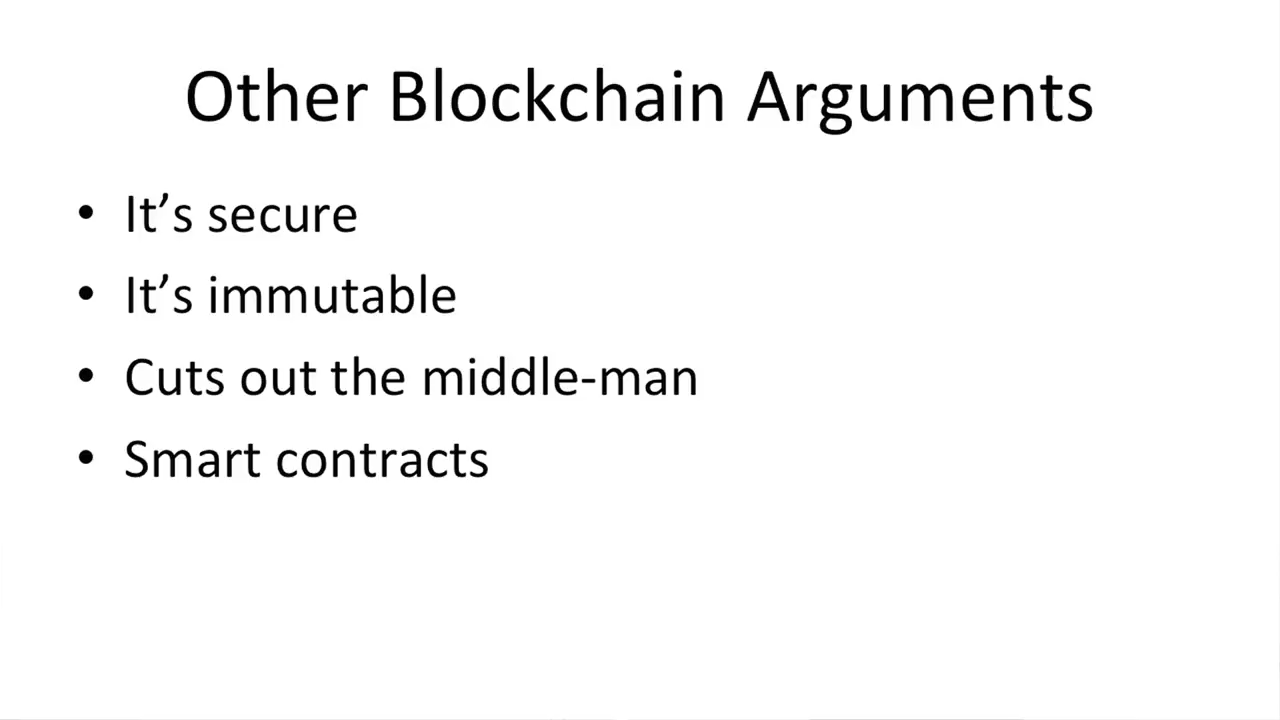 Other Blockchain Arguments
• It’s secure
• It’s immutable
• Cuts out the middle-man
• Smart contracts